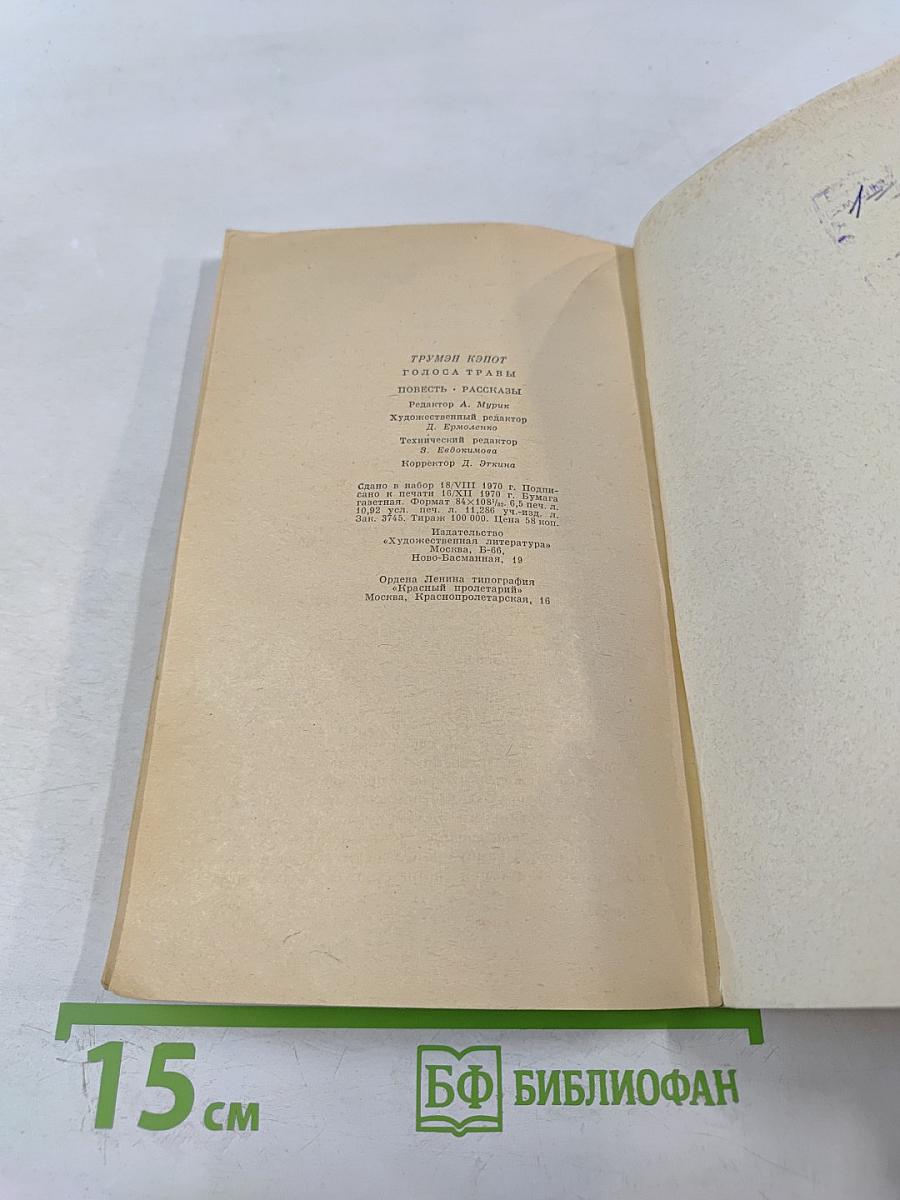 ТРУМЭН КЭПОТ
ГОЛОСА ТРАВЫ
ПОВЕСТЬ · РАССКАЗЫ
Редактор А. Мурик
Художественный редактор
Д. Ермоленко
Технический редактор
З. Евдокимова
Корректор Д. Эткина
Сдано в набор 18/VIII 1970 г. Подпи-
сано к печати 16/XII 1970 г. Бумага
газетная. Формат 84×108¹/₃₂. 6,5 печ. л.
10,92 усл. печ. л. 11,286 уч.-изд. л.
Зак. 3745. Тираж 100 000. Цена 58 коп.
Издательство
«Художественная литература»
Москва, Б-66,
Ново-Басманная, 19
Ордена Ленина типография
«Красный пролетарий»
Москва, Краснопролетарская, 16
15 см
БФ БИБЛИОФАН